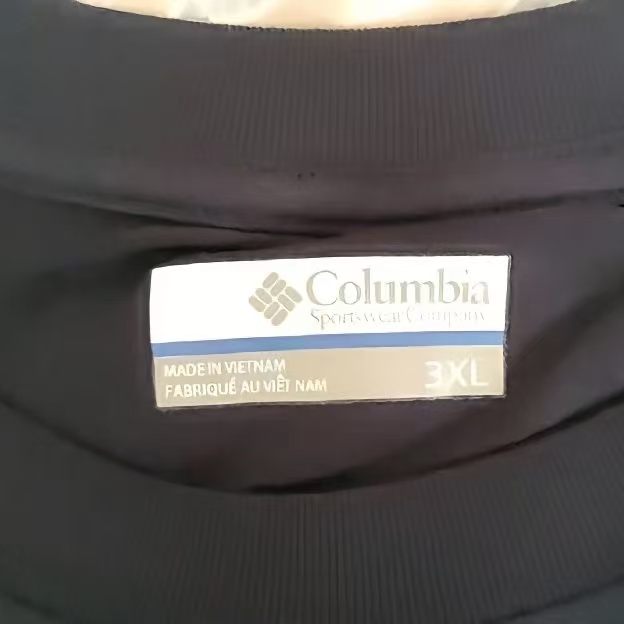 Columbia
Sportswear Company
MADE IN VIETNAM
FABRIQUÉ AU VIÊT NAM
3XL